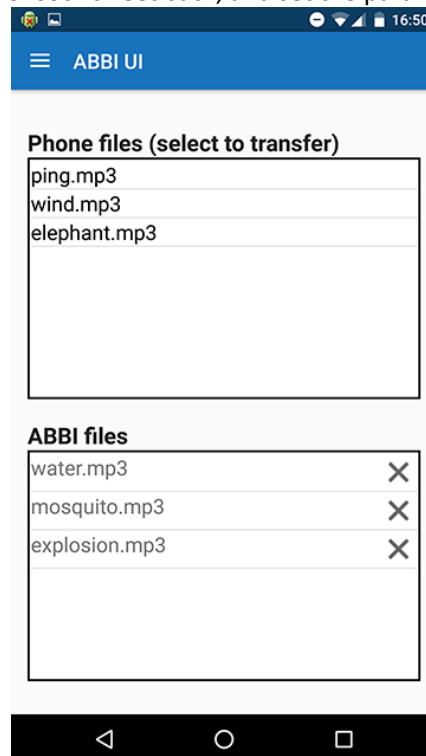 16:50
ABBI UI
Phone files (select to transfer)
ping.mp3
wind.mp3
elephant.mp3
ABBI files
water.mp3
mosquito.mp3
explosion.mp3